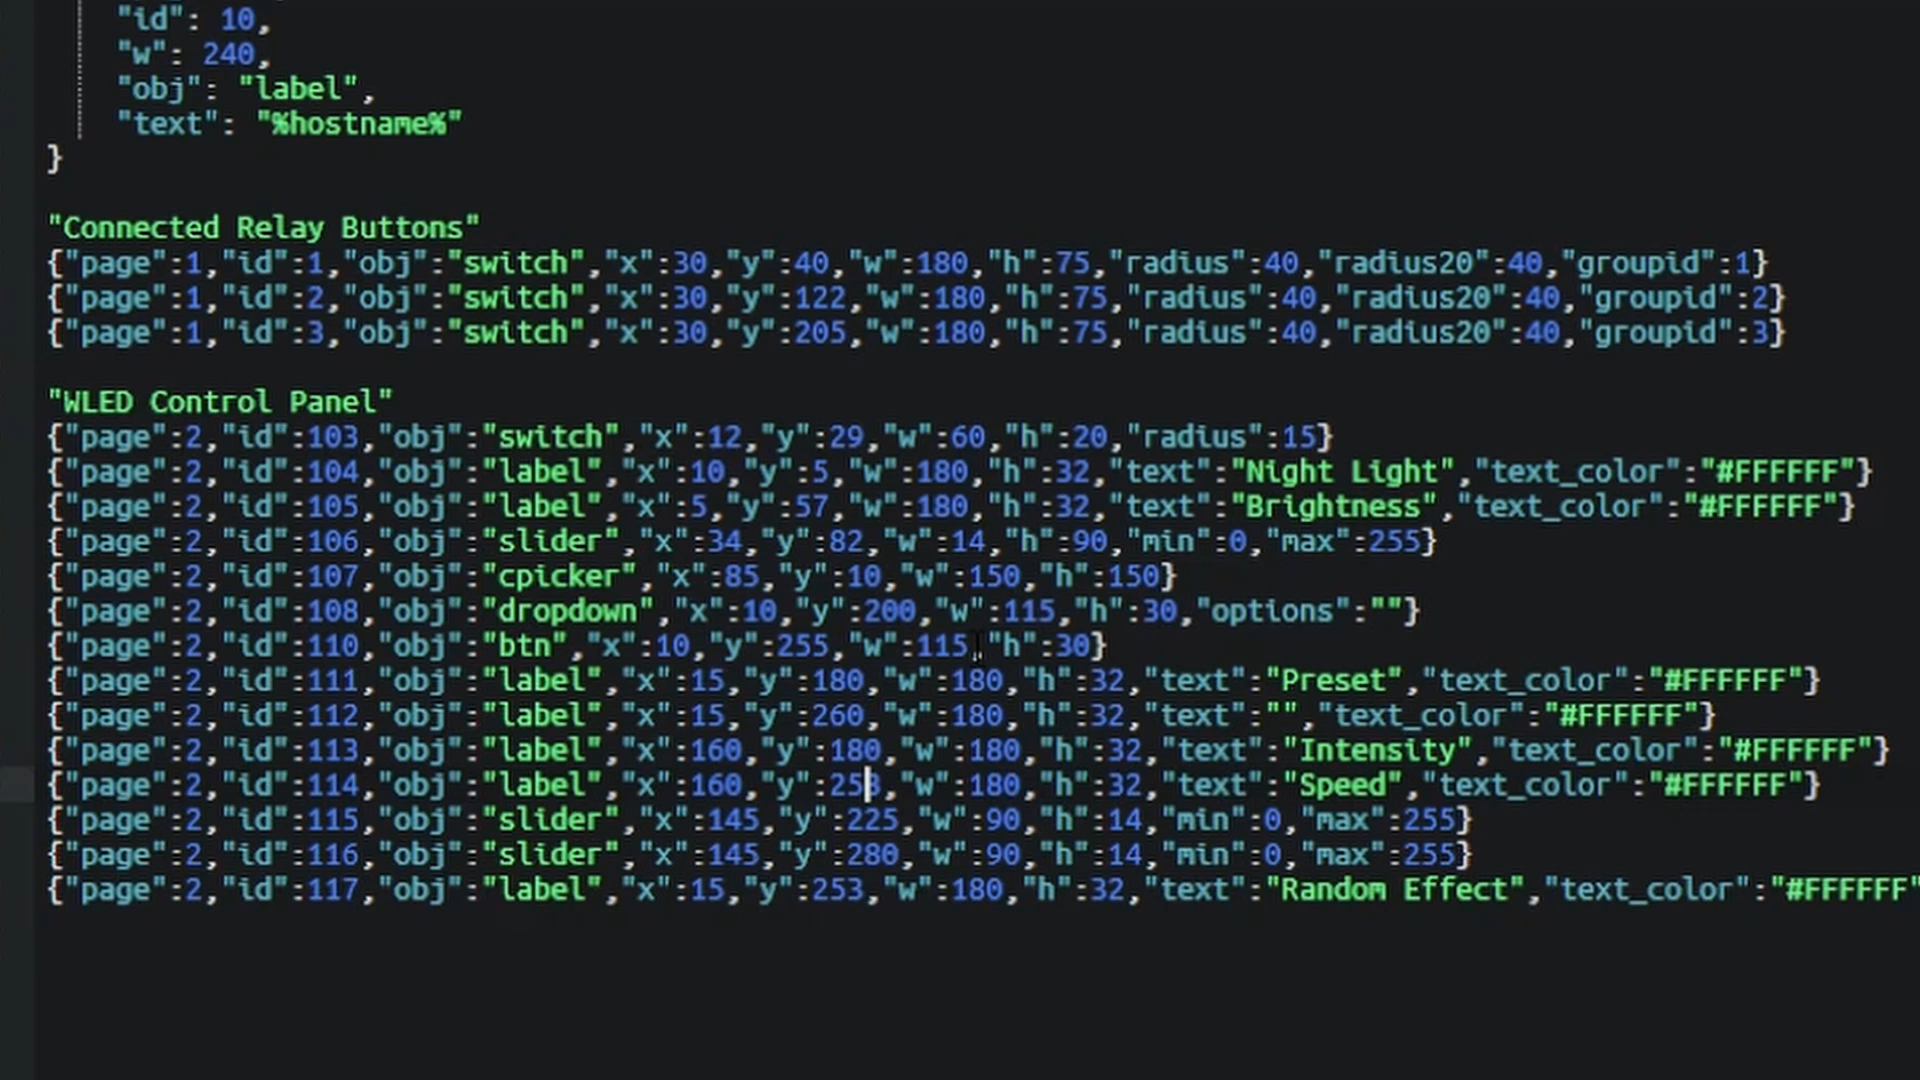 "id": 10,
"w": 240,
"obj": "label",
"text": "%hostname%"
}
"Connected Relay Buttons"
{"page":1,"id":1,"obj":"switch","x":30,"y":40,"w":180,"h":75,"radius":40,"radius20":40,"groupid":1}
{"page":1,"id":2,"obj":"switch","x":30,"y":122,"w":180,"h":75,"radius":40,"radius20":40,"groupid":2}
{"page":1,"id":3,"obj":"switch","x":30,"y":205,"w":180,"h":75,"radius":40,"radius20":40,"groupid":3}
"WLED Control Panel"
{"page":2,"id":103,"obj":"switch","x":12,"y":29,"w":60,"h":20,"radius":15}
{"page":2,"id":104,"obj":"label","x":10,"y":5,"w":180,"h":32,"text":"Night Light","text_color":"#FFFFFF"}
{"page":2,"id":105,"obj":"label","x":5,"y":57,"w":180,"h":32,"text":"Brightness","text_color":"#FFFFFF"}
{"page":2,"id":106,"obj":"slider","x":34,"y":82,"w":14,"h":90,"min":0,"max":255}
{"page":2,"id":107,"obj":"cpicker","x":85,"y":10,"w":150,"h":150}
{"page":2,"id":108,"obj":"dropdown","x":10,"y":200,"w":115,"h":30,"options":""}
{"page":2,"id":110,"obj":"btn","x":10,"y":255,"w":115,"h":30}
{"page":2,"id":111,"obj":"label","x":15,"y":180,"w":180,"h":32,"text":"Preset","text_color":"#FFFFFF"}
{"page":2,"id":112,"obj":"label","x":15,"y":260,"w":180,"h":32,"text":"","text_color":"#FFFFFF"}
{"page":2,"id":113,"obj":"label","x":160,"y":180,"w":180,"h":32,"text":"Intensity","text_color":"#FFFFFF"}
{"page":2,"id":114,"obj":"label","x":160,"y":253,"w":180,"h":32,"text":"Speed","text_color":"#FFFFFF"}
{"page":2,"id":115,"obj":"slider","x":145,"y":225,"w":90,"h":14,"min":0,"max":255}
{"page":2,"id":116,"obj":"slider","x":145,"y":280,"w":90,"h":14,"min":0,"max":255}
{"page":2,"id":117,"obj":"label","x":15,"y":253,"w":180,"h":32,"text":"Random Effect","text_color":"#FFFFFF"